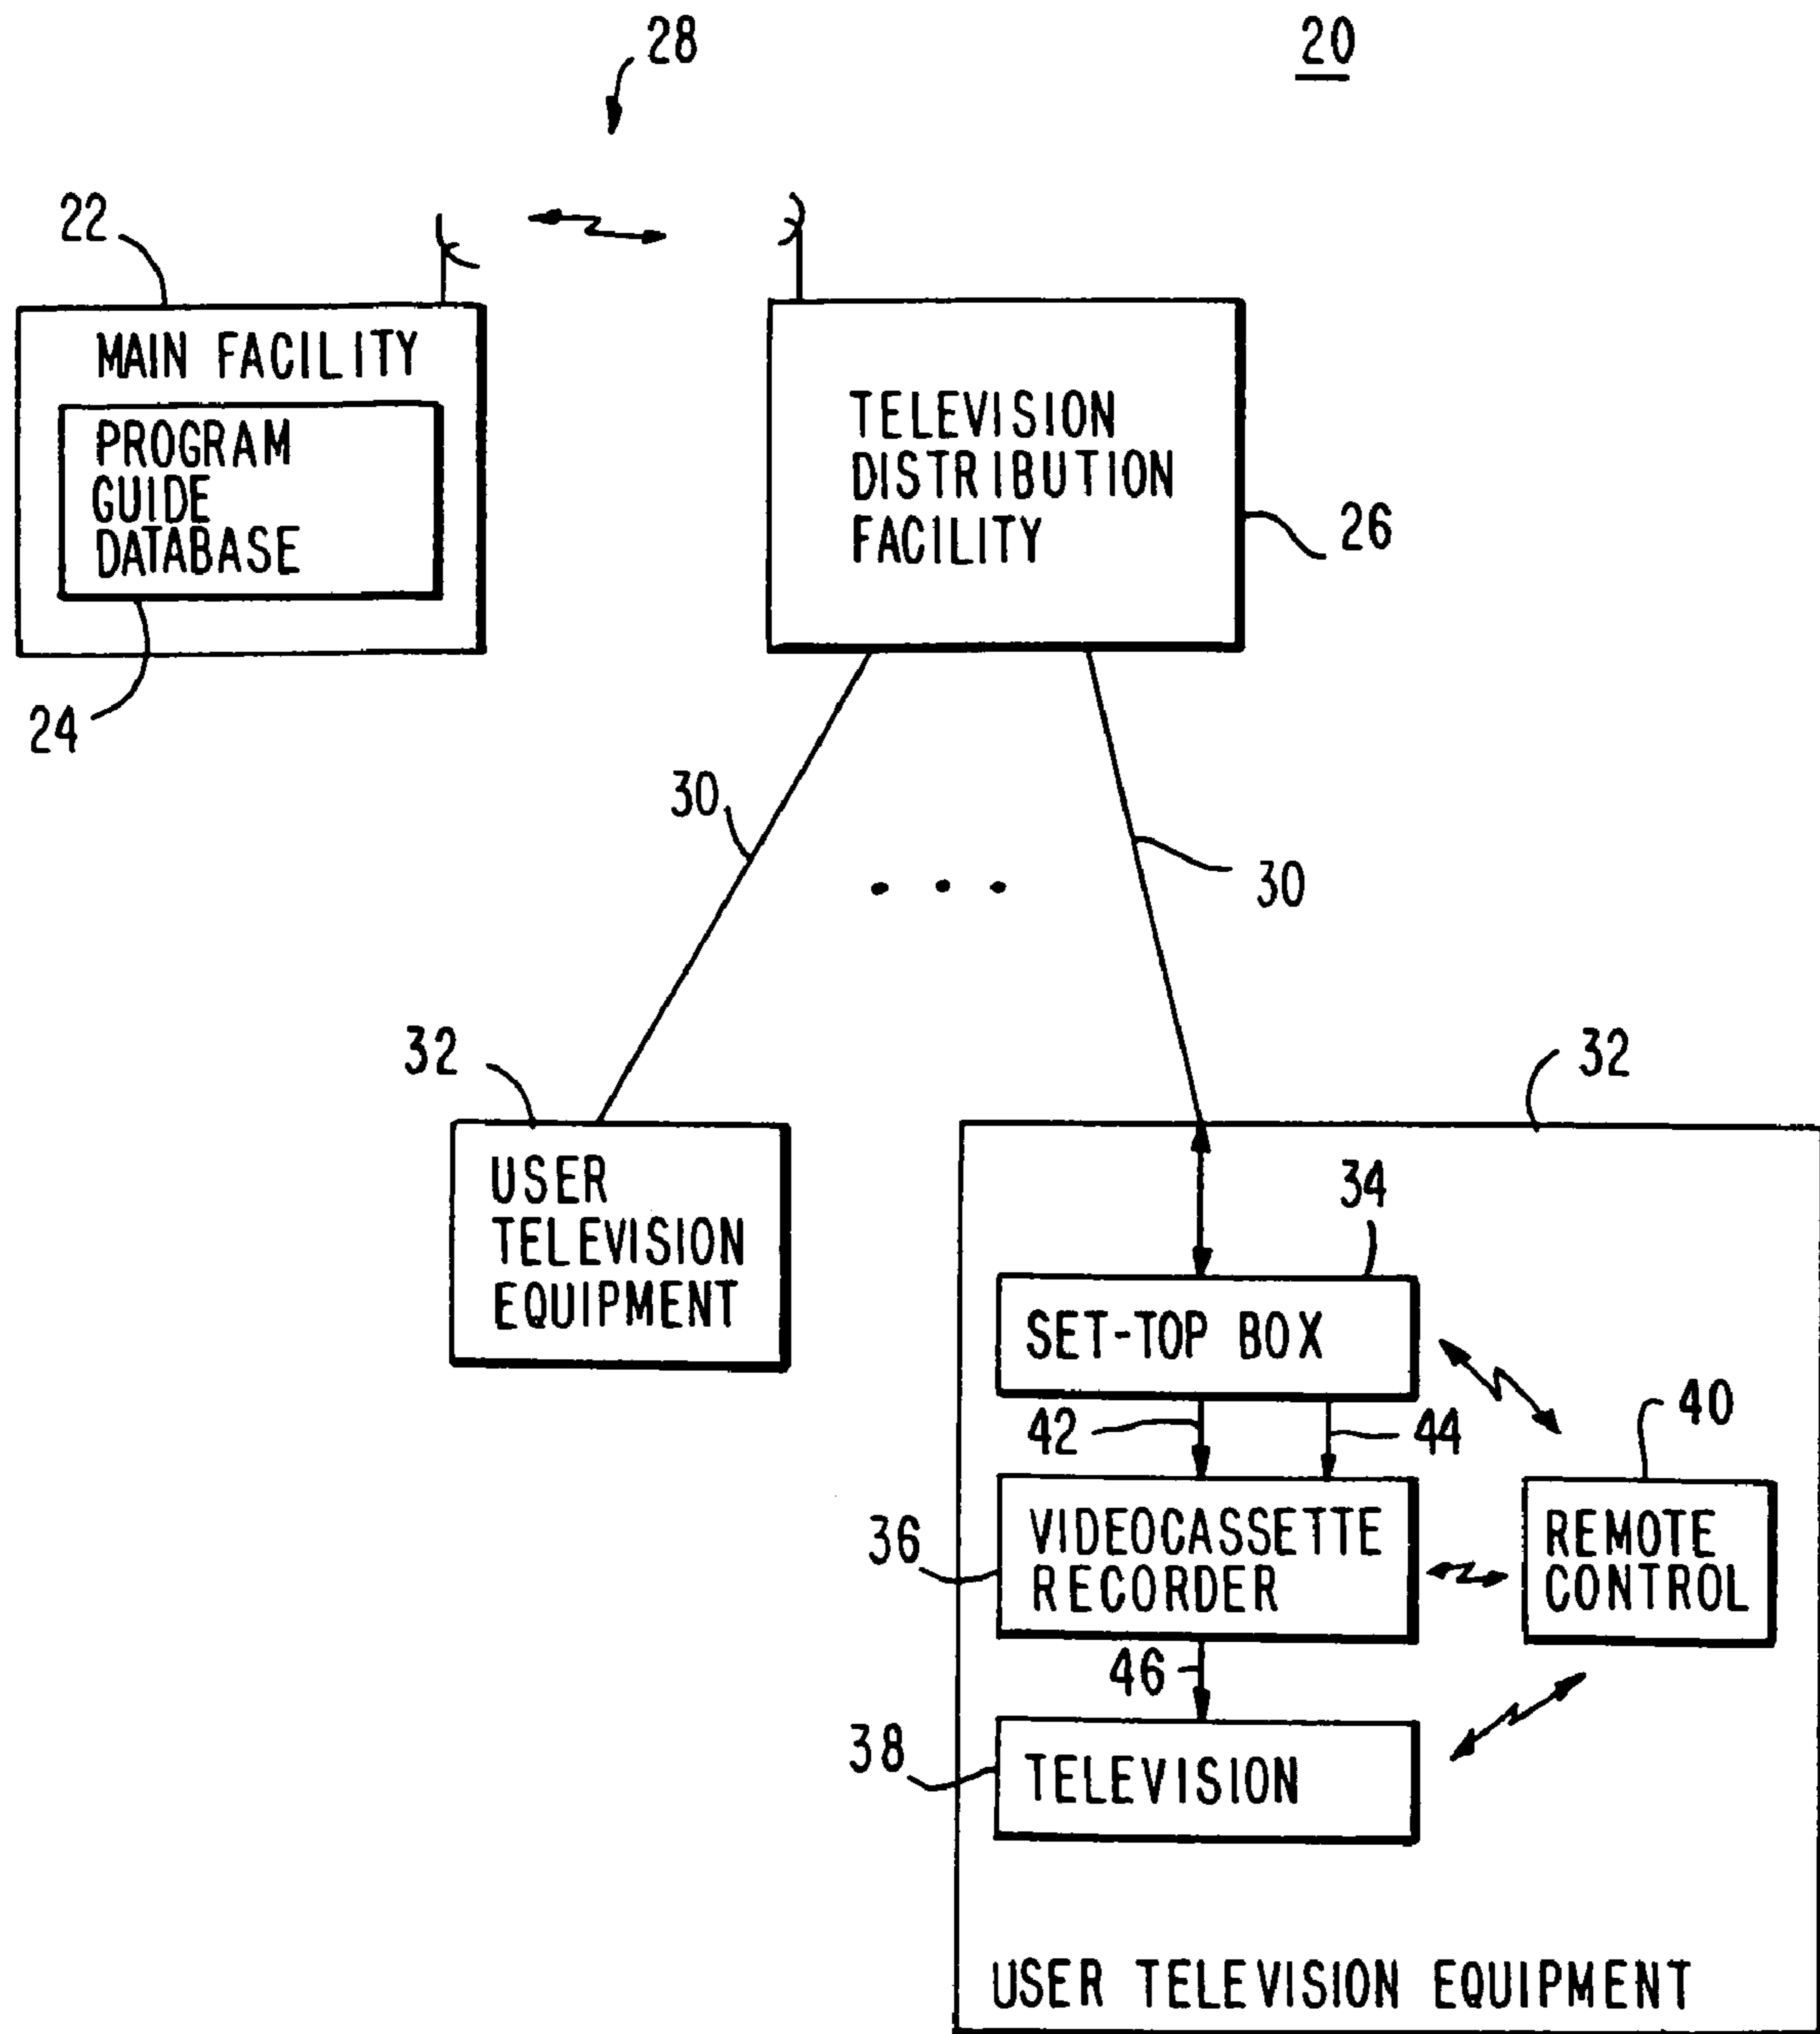 28
20
22
MAIN FACILITY
PROGRAM
GUIDE
DATABASE
24
TELEVISION
DISTRIBUTION
FACILITY
26
30
30
32
USER
TELEVISION
EQUIPMENT
32
34
SET-TOP BOX
42
44
40
36
VIDEOCASSETTE
RECORDER
REMOTE
CONTROL
46
38
TELEVISION
USER TELEVISION EQUIPMENT